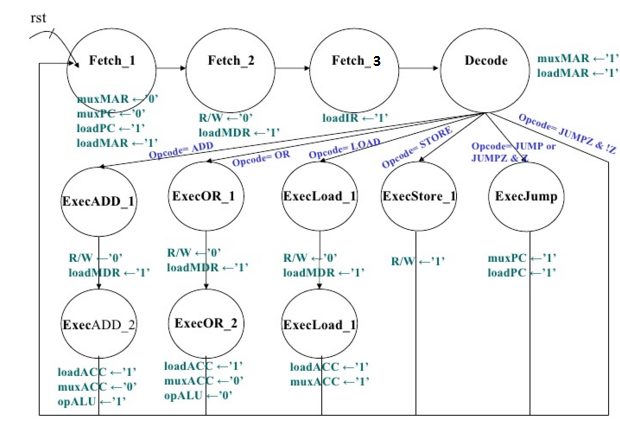 rst
Fetch_1
Fetch_2
Fetch_3
Decode
muxMAR ←'1'
loadMAR ←'1'
muxMAR ←'0'
muxPC ←'0'
loadPC ←'1'
loadMAR ←'1'
R/W ←'0'
loadMDR ←'1'
loadIR ←'1'
Opcode= ADD
Opcode= OR
Opcode= LOAD
Opcode= STORE
Opcode= JUMP or
JUMPZ & Z
Opcode= JUMPZ & !Z
ExecADD_1
ExecOR_1
ExecLoad_1
ExecStore_1
ExecJump
R/W ←'0'
loadMDR ←'1'
R/W ←'0'
loadMDR ←'1'
R/W ←'0'
loadMDR ←'1'
R/W ←'1'
muxPC ←'1'
loadPC ←'1'
ExecADD_2
ExecOR_2
ExecLoad_1
loadACC ←'1'
muxACC ←'0'
opALU ←'1'
loadACC ←'1'
muxACC ←'0'
opALU ←'0'
loadACC ←'1'
muxACC ←'1'